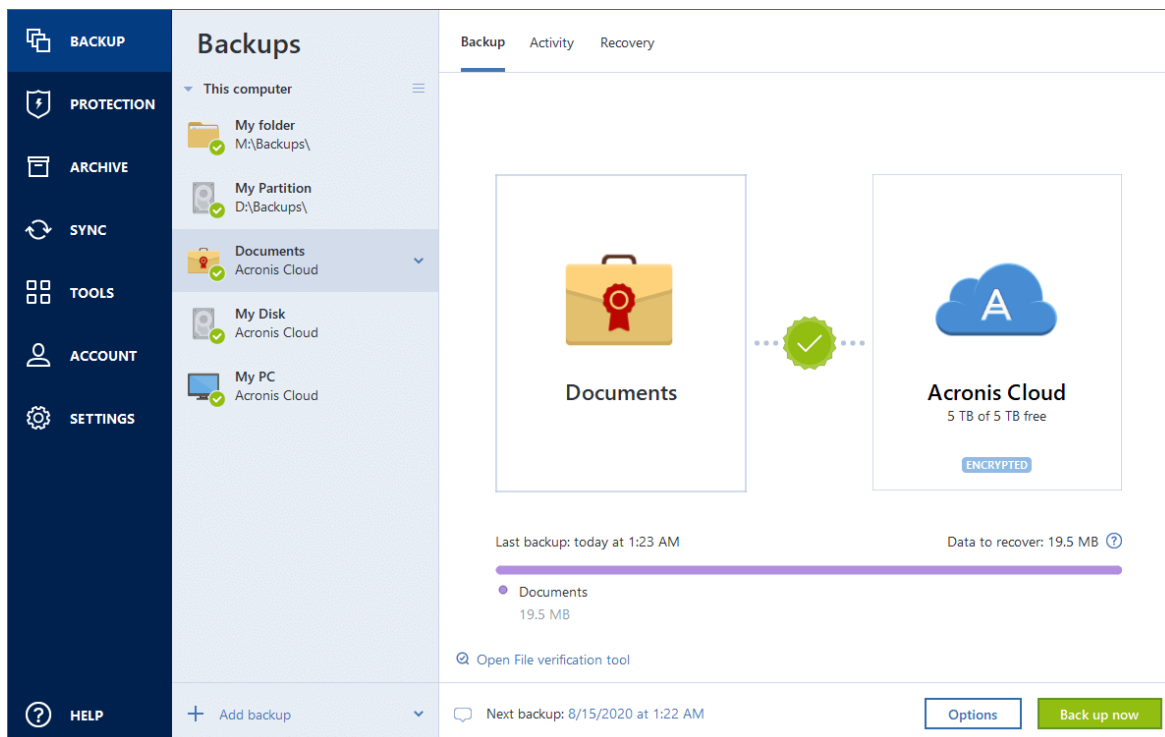 BACKUP
PROTECTION
ARCHIVE
SYNC
TOOLS
ACCOUNT
SETTINGS
HELP
Backups
This computer
My folder
M:\Backups\
My Partition
D:\Backups\
Documents
Acronis Cloud
My Disk
Acronis Cloud
My PC
Acronis Cloud
Add backup
Backup Activity Recovery
Documents
A
Acronis Cloud
5 TB of 5 TB free
ENCRYPTED
Last backup: today at 1:23 AM
Data to recover: 19.5 MB ?
Documents
19.5 MB
Open File verification tool
Next backup: 8/15/2020 at 1:22 AM
Options
Back up now